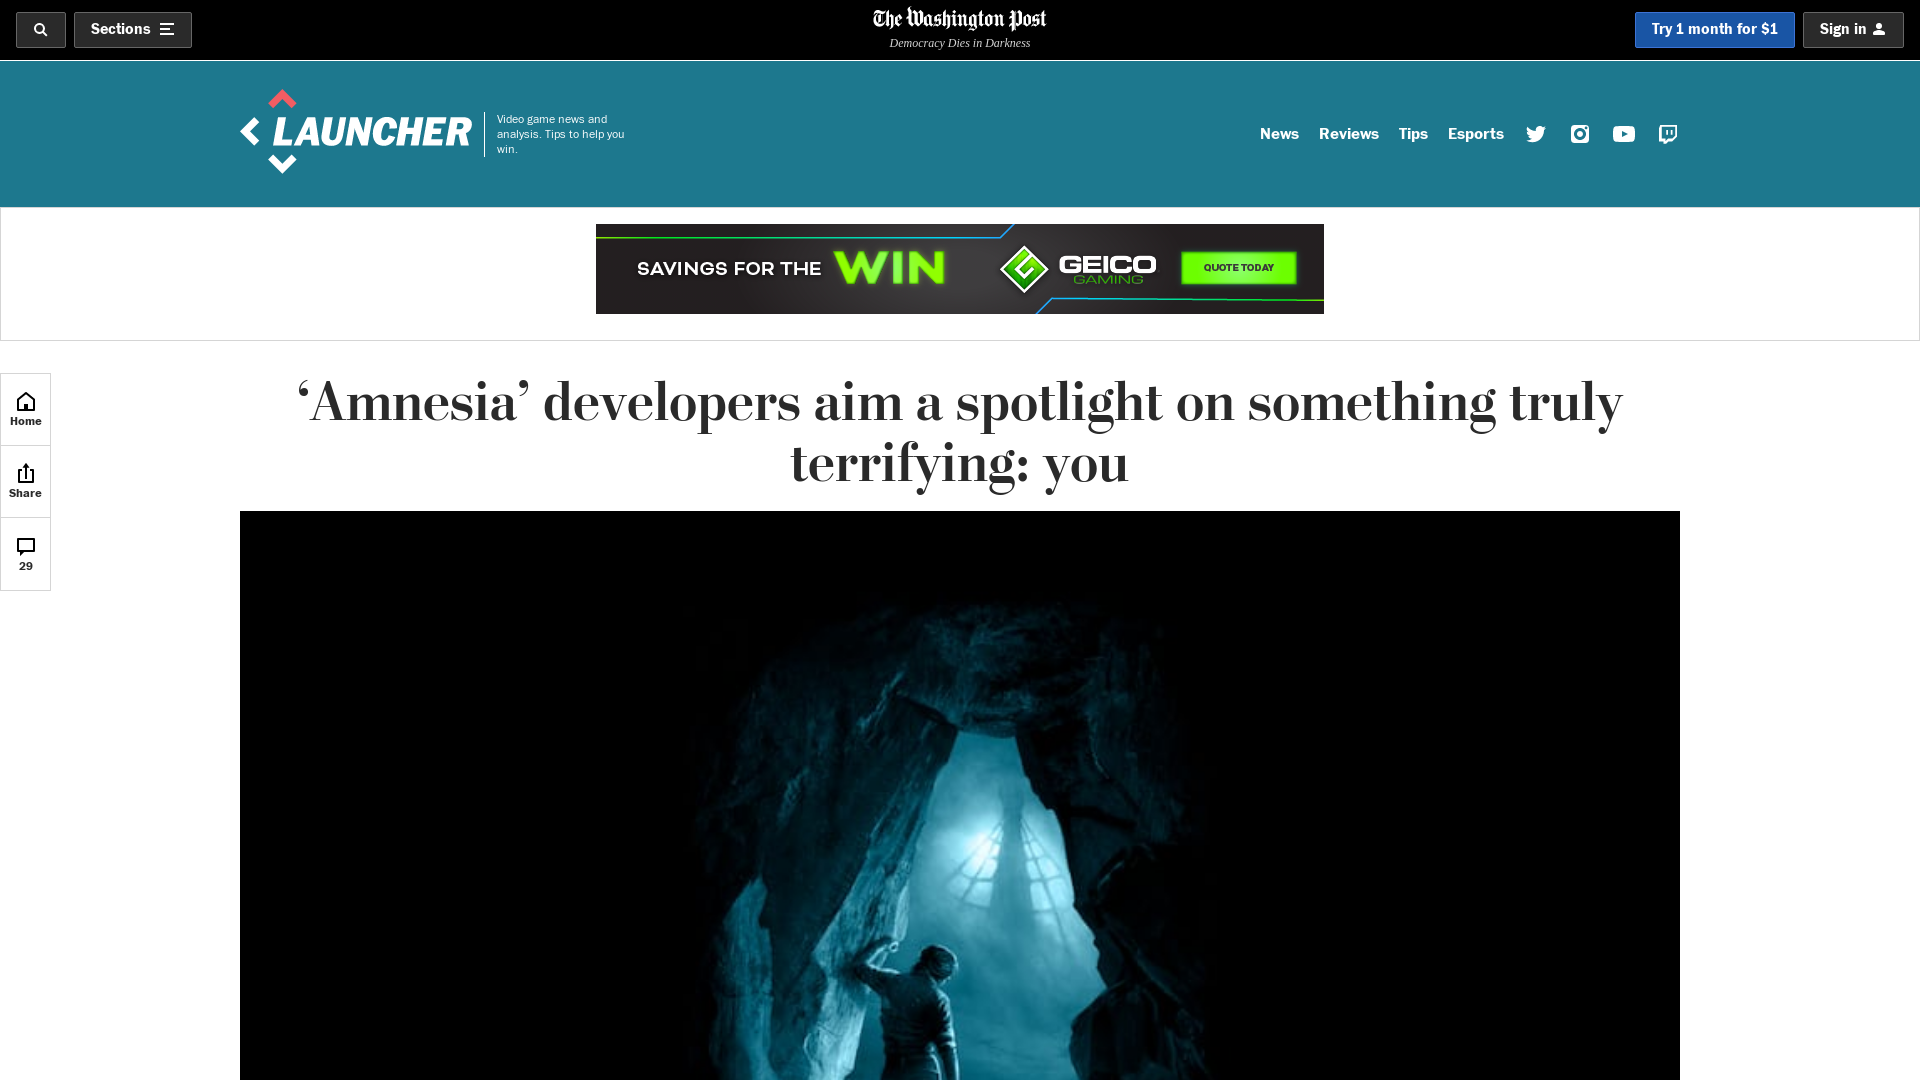 Sections
The Washington Post
Democracy Dies in Darkness
Try 1 month for $1
Sign in
LAUNCHER
Video game news and
analysis. Tips to help you
win.
News
Reviews
Tips
Esports
SAVINGS FOR THE WIN
GEICO
GAMING
QUOTE TODAY
Home
Share
29
‘Amnesia’ developers aim a spotlight on something truly
terrifying: you